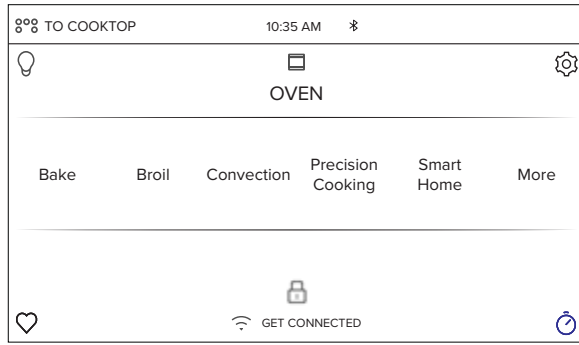 TO COOKTOP 10:35 AM
OVEN
Bake Broil Convection Precision Cooking Smart Home More
GET CONNECTED